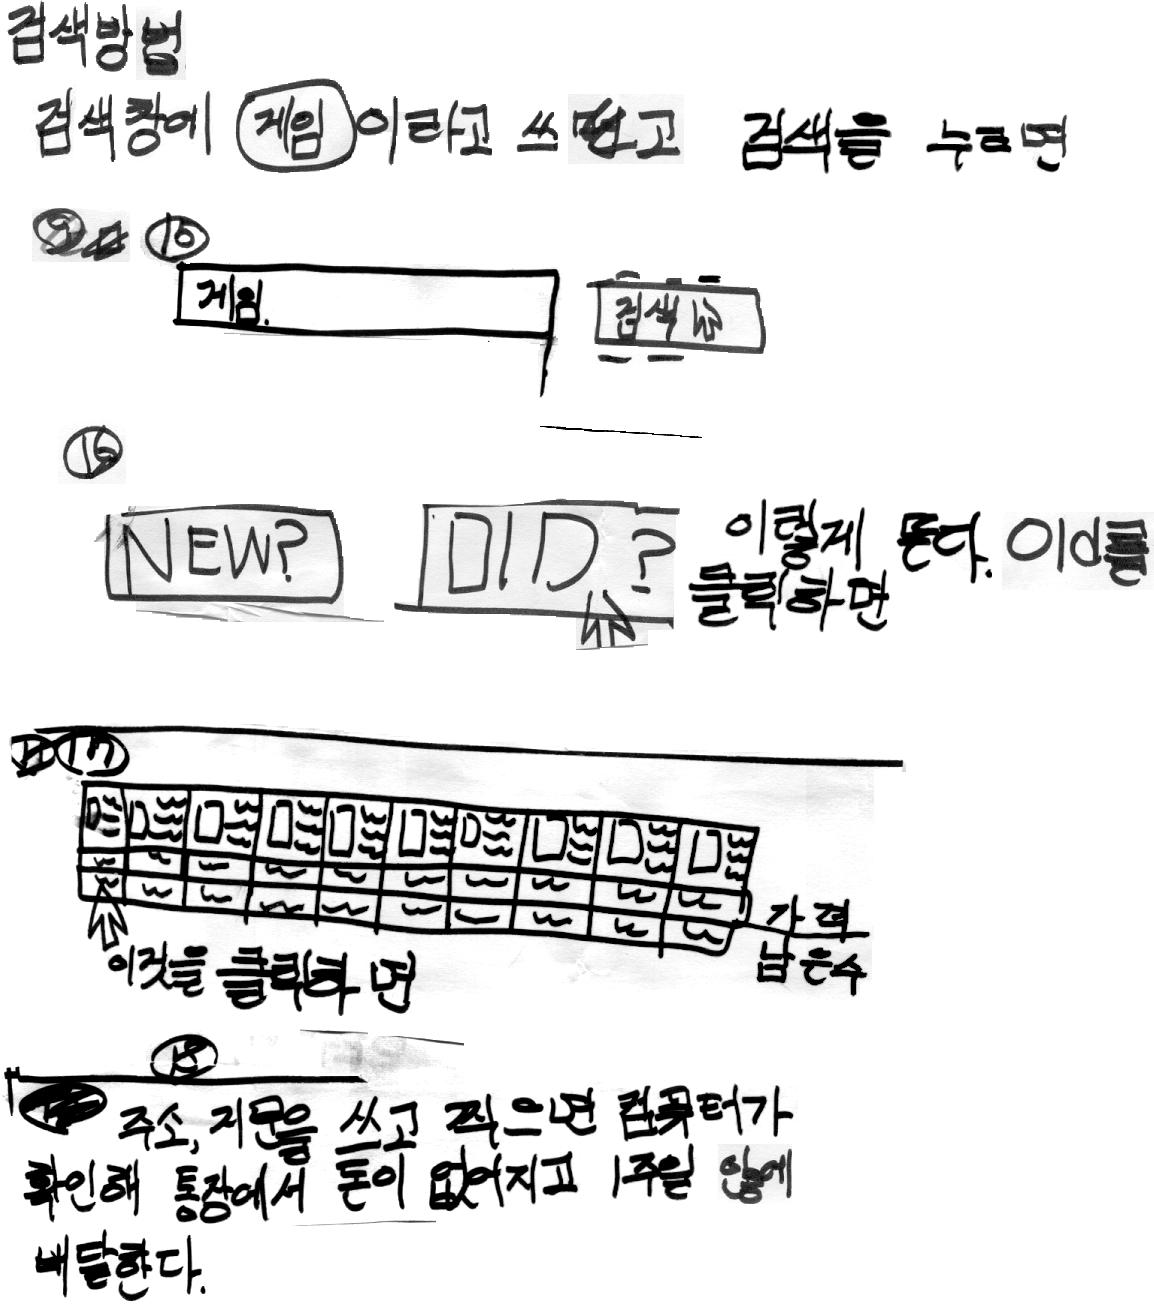 검색방법
검색창에 게임 이라고 쓰고 검색을 누르면
15
게임.
검색
16
NEW? OID? 이렇게 뜬다. OId를
클릭하면
17
가격
남은수
이것을 클릭하면
18
주소, 지문을 쓰고 찍으면 컴퓨터가
확인해 통장에서 돈이 없어지고 1주일 안에
배달한다.